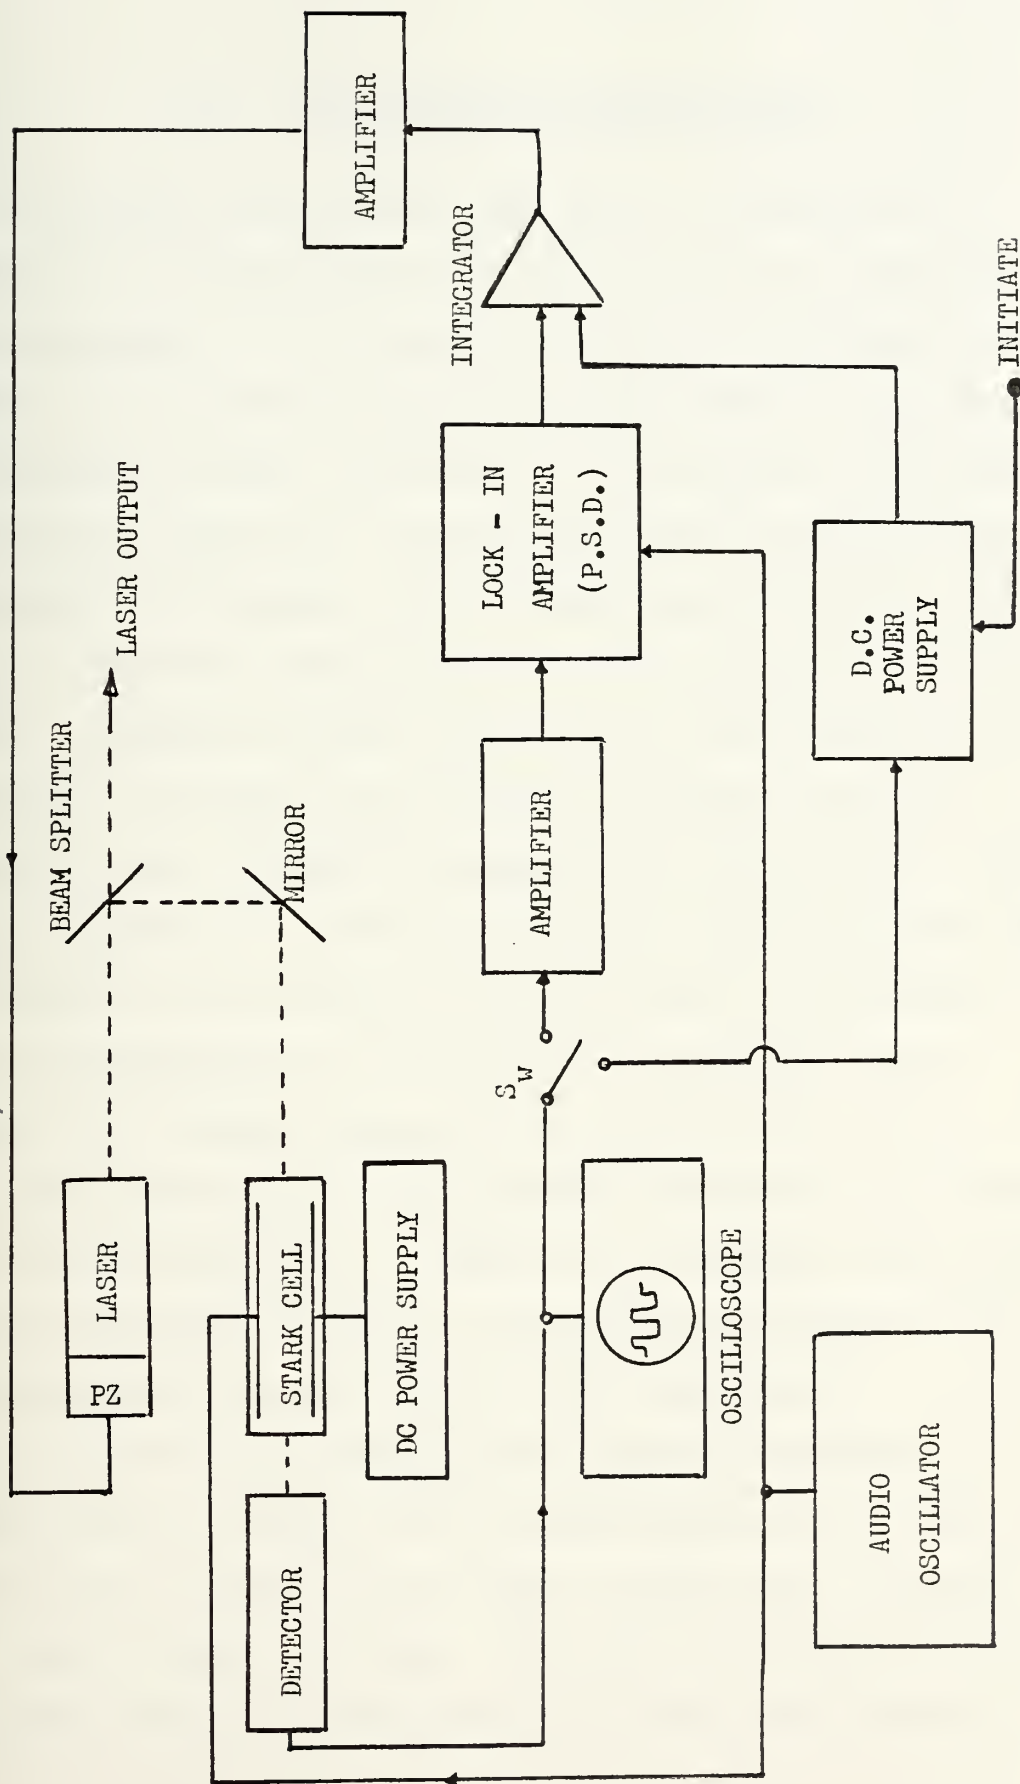 PZ
LASER
BEAM SPLITTER
LASER OUTPUT
AMPLIFIER
DETECTOR
STARK CELL
MIRROR
DC POWER SUPPLY
INTEGRATOR
S_w
AMPLIFIER
LOCK - IN
AMPLIFIER
(P.S.D.)
OSCILLOSCOPE
AUDIO
OSCILLATOR
D.C.
POWER
SUPPLY
INITIATE